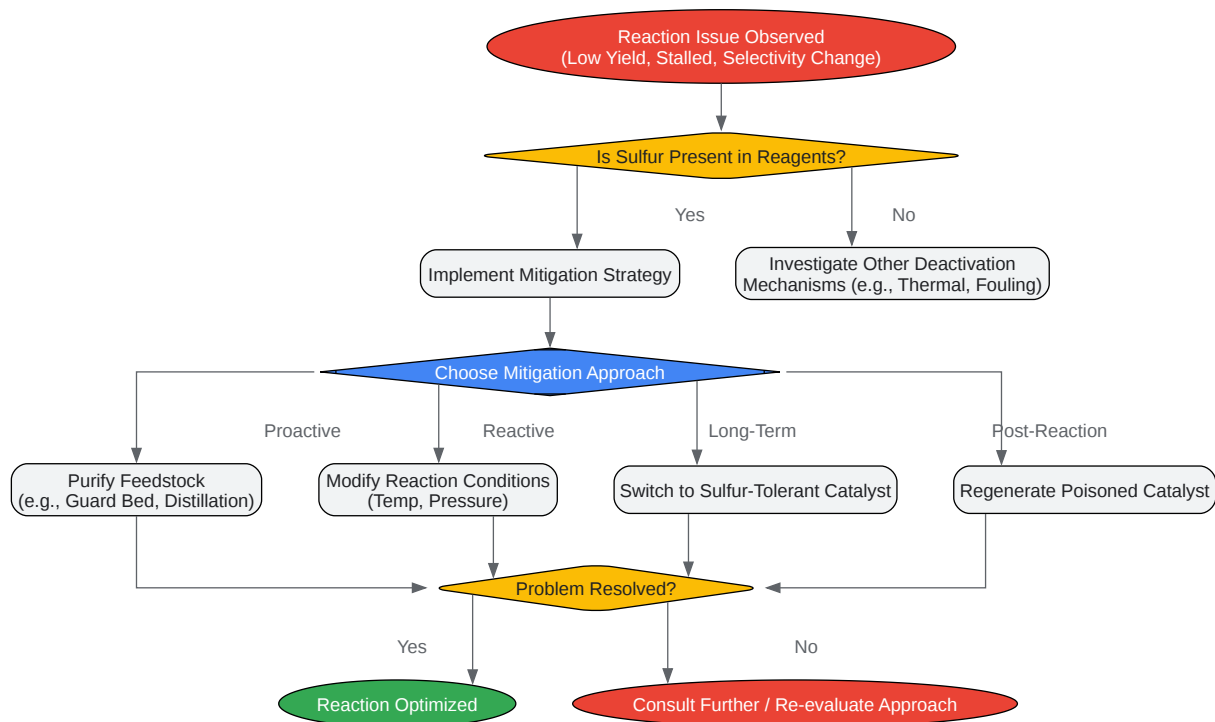 Reaction Issue Observed
(Low Yield, Stalled, Selectivity Change)
Is Sulfur Present in Reagents?
Yes
No
Implement Mitigation Strategy
Investigate Other Deactivation
Mechanisms (e.g., Thermal, Fouling)
Choose Mitigation Approach
Proactive
Reactive
Long-Term
Post-Reaction
Purify Feedstock
(e.g., Guard Bed, Distillation)
Modify Reaction Conditions
(Temp, Pressure)
Switch to Sulfur-Tolerant Catalyst
Regenerate Poisoned Catalyst
Problem Resolved?
Yes
No
Reaction Optimized
Consult Further / Re-evaluate Approach